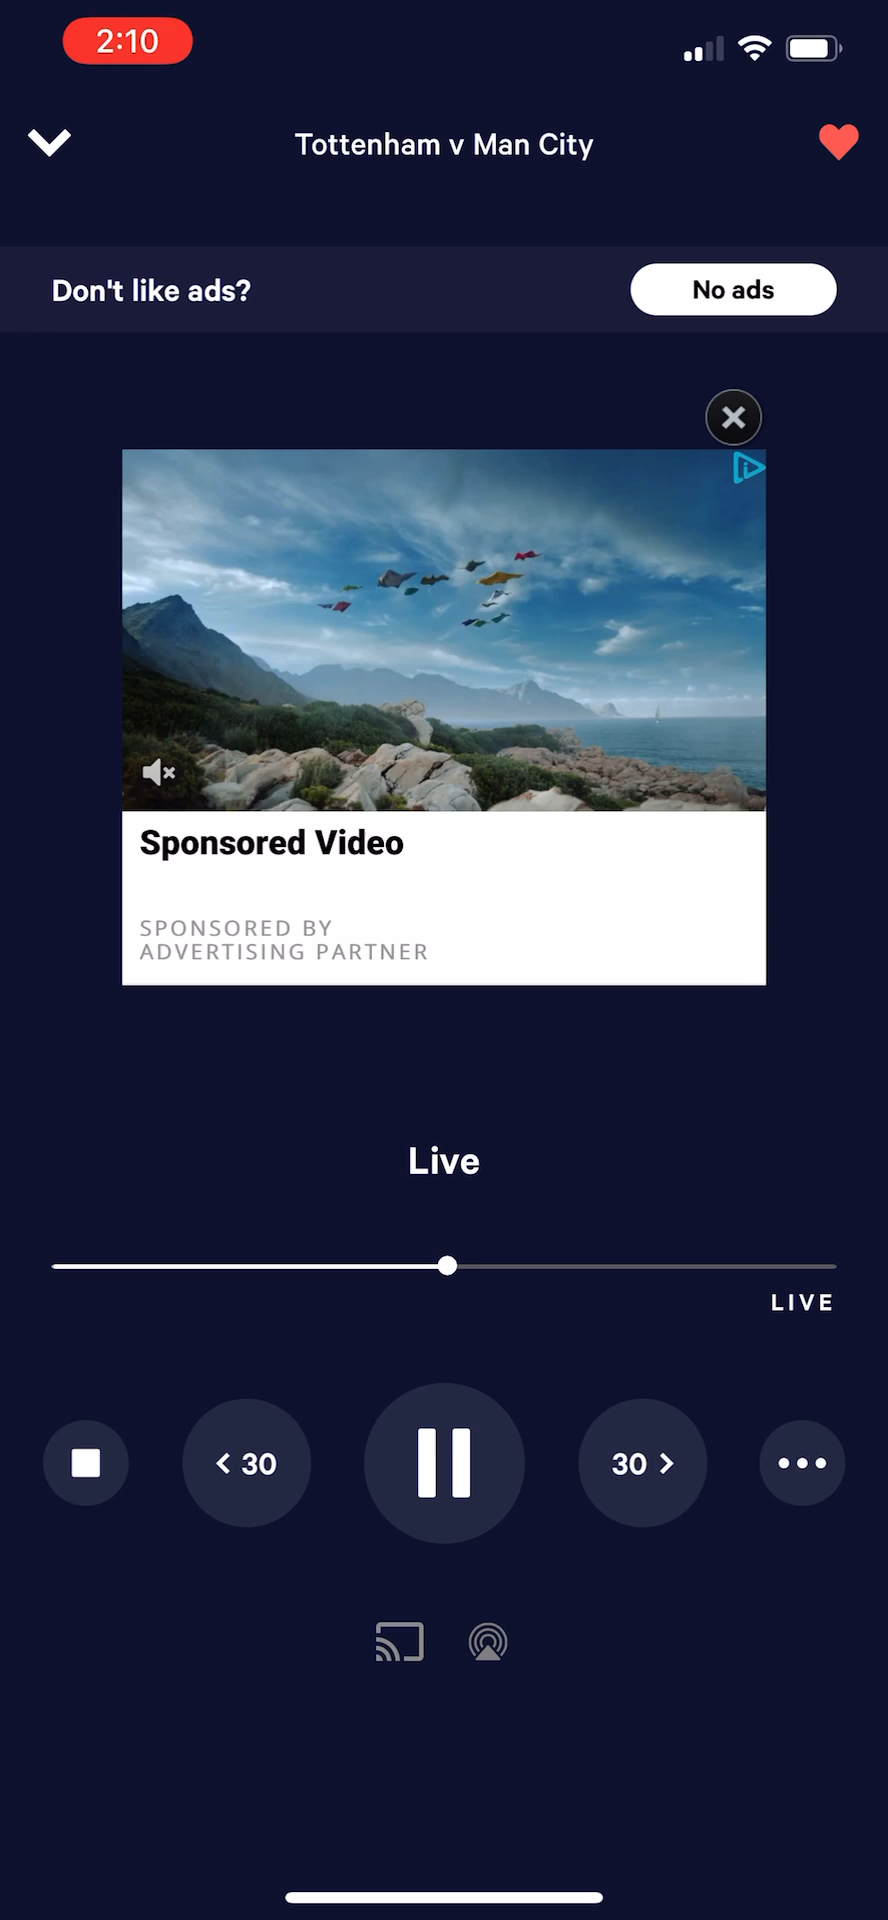 2:10
Tottenham v Man City
Don't like ads?
No ads
Sponsored Video
SPONSORED BY
ADVERTISING PARTNER
Live
LIVE
30
30